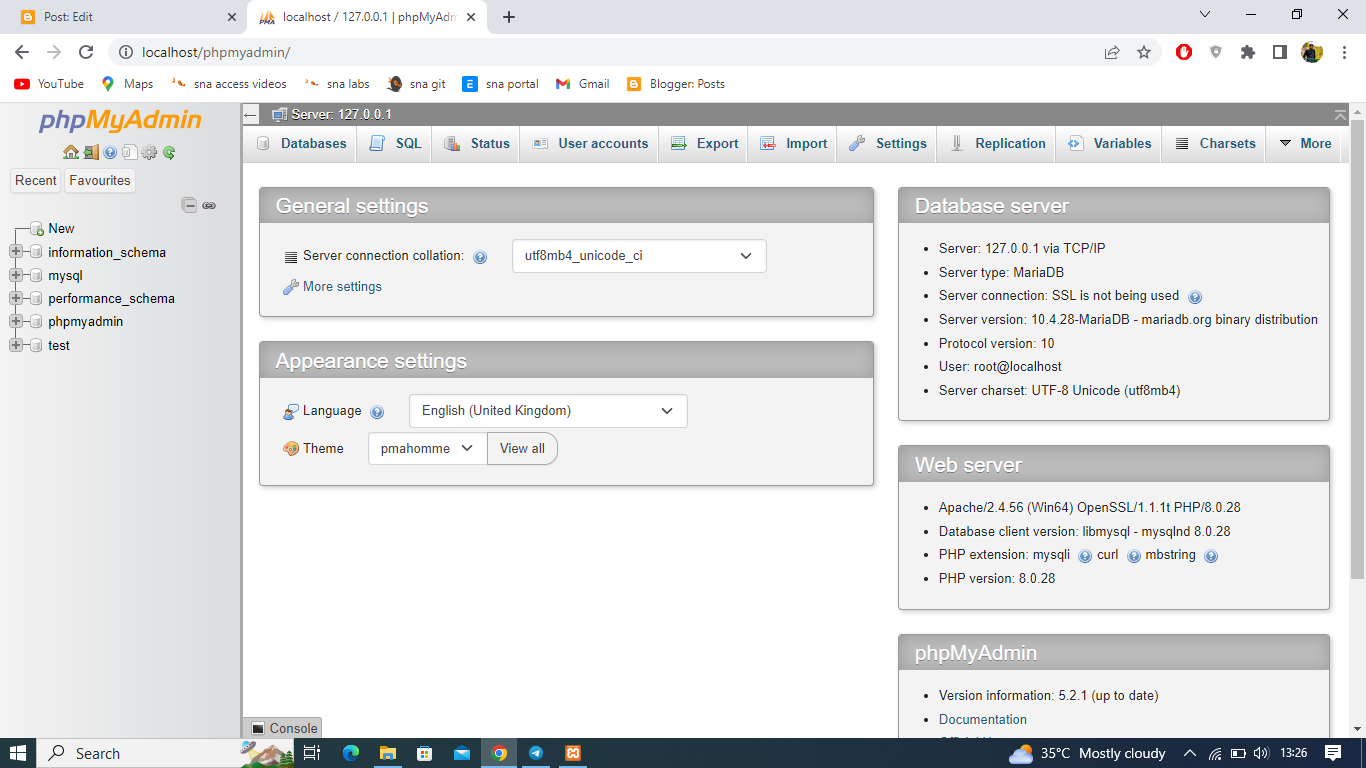 Post: Edit
localhost / 127.0.0.1 | phpMyAdm
localhost/phpmyadmin/
YouTube
Maps
sna access videos
sna labs
sna git
sna portal
Gmail
Blogger: Posts
phpMyAdmin
Recent
Favourites
New
information_schema
mysql
performance_schema
phpmyadmin
test
Server: 127.0.0.1
Databases
SQL
Status
User accounts
Export
Import
Settings
Replication
Variables
Charsets
More
General settings
Server connection collation:
utf8mb4_unicode_ci
More settings
Appearance settings
Language
English (United Kingdom)
Theme
pmahomme
View all
Database server
Server: 127.0.0.1 via TCP/IP
Server type: MariaDB
Server connection: SSL is not being used
Server version: 10.4.28-MariaDB - mariadb.org binary distribution
Protocol version: 10
User: root@localhost
Server charset: UTF-8 Unicode (utf8mb4)
Web server
Apache/2.4.56 (Win64) OpenSSL/1.1.1t PHP/8.0.28
Database client version: libmysql - mysqlnd 8.0.28
PHP extension: mysqli curl mbstring
PHP version: 8.0.28
phpMyAdmin
Version information: 5.2.1 (up to date)
Documentation
Console
Search
35°C Mostly cloudy
13:26